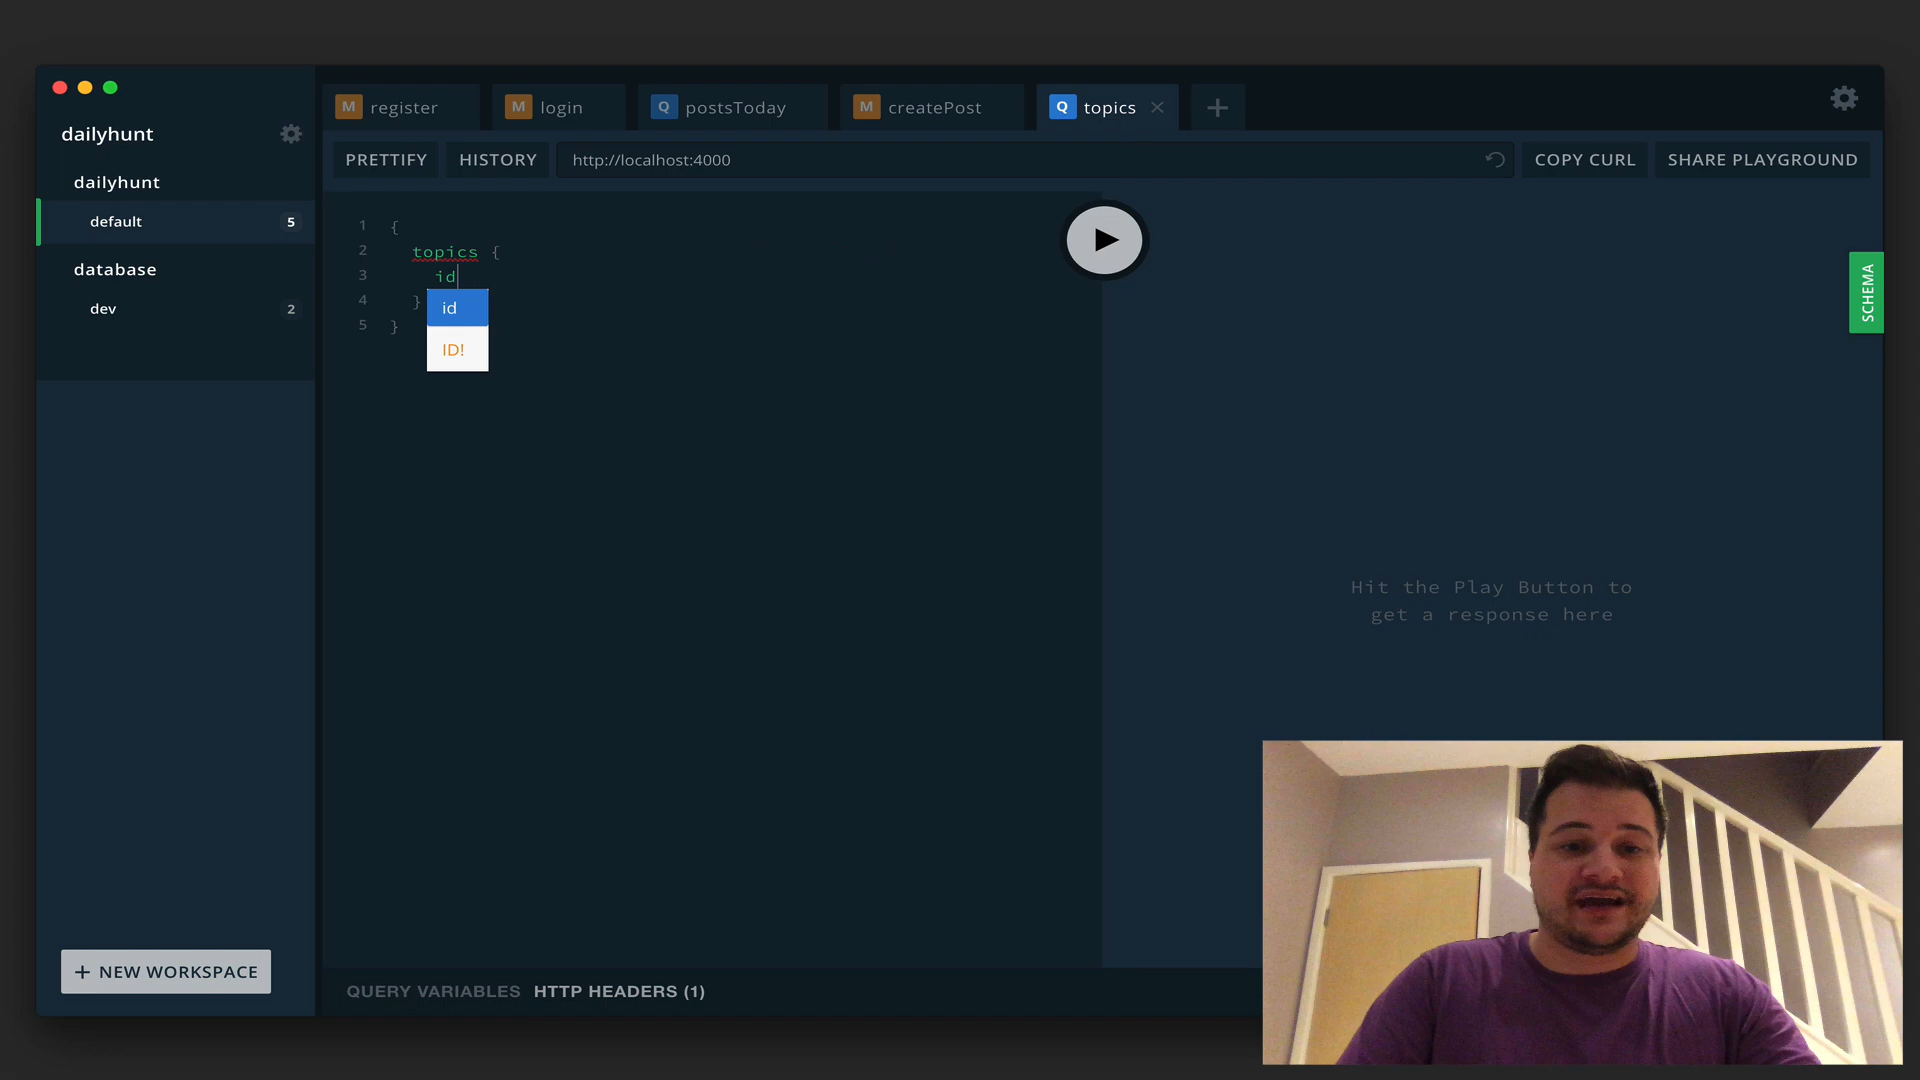 dailyhunt
dailyhunt
default 5
database
dev 2
+ NEW WORKSPACE
M register
M login
Q postsToday
M createPost
Q topics ×
+
PRETTIFY
HISTORY
http://localhost:4000
COPY CURL
SHARE PLAYGROUND
1 {
2 topics {
3 id
4 }
5 }
id
ID!
SCHEMA
Hit the Play Button to
get a response here
QUERY VARIABLES HTTP HEADERS (1)